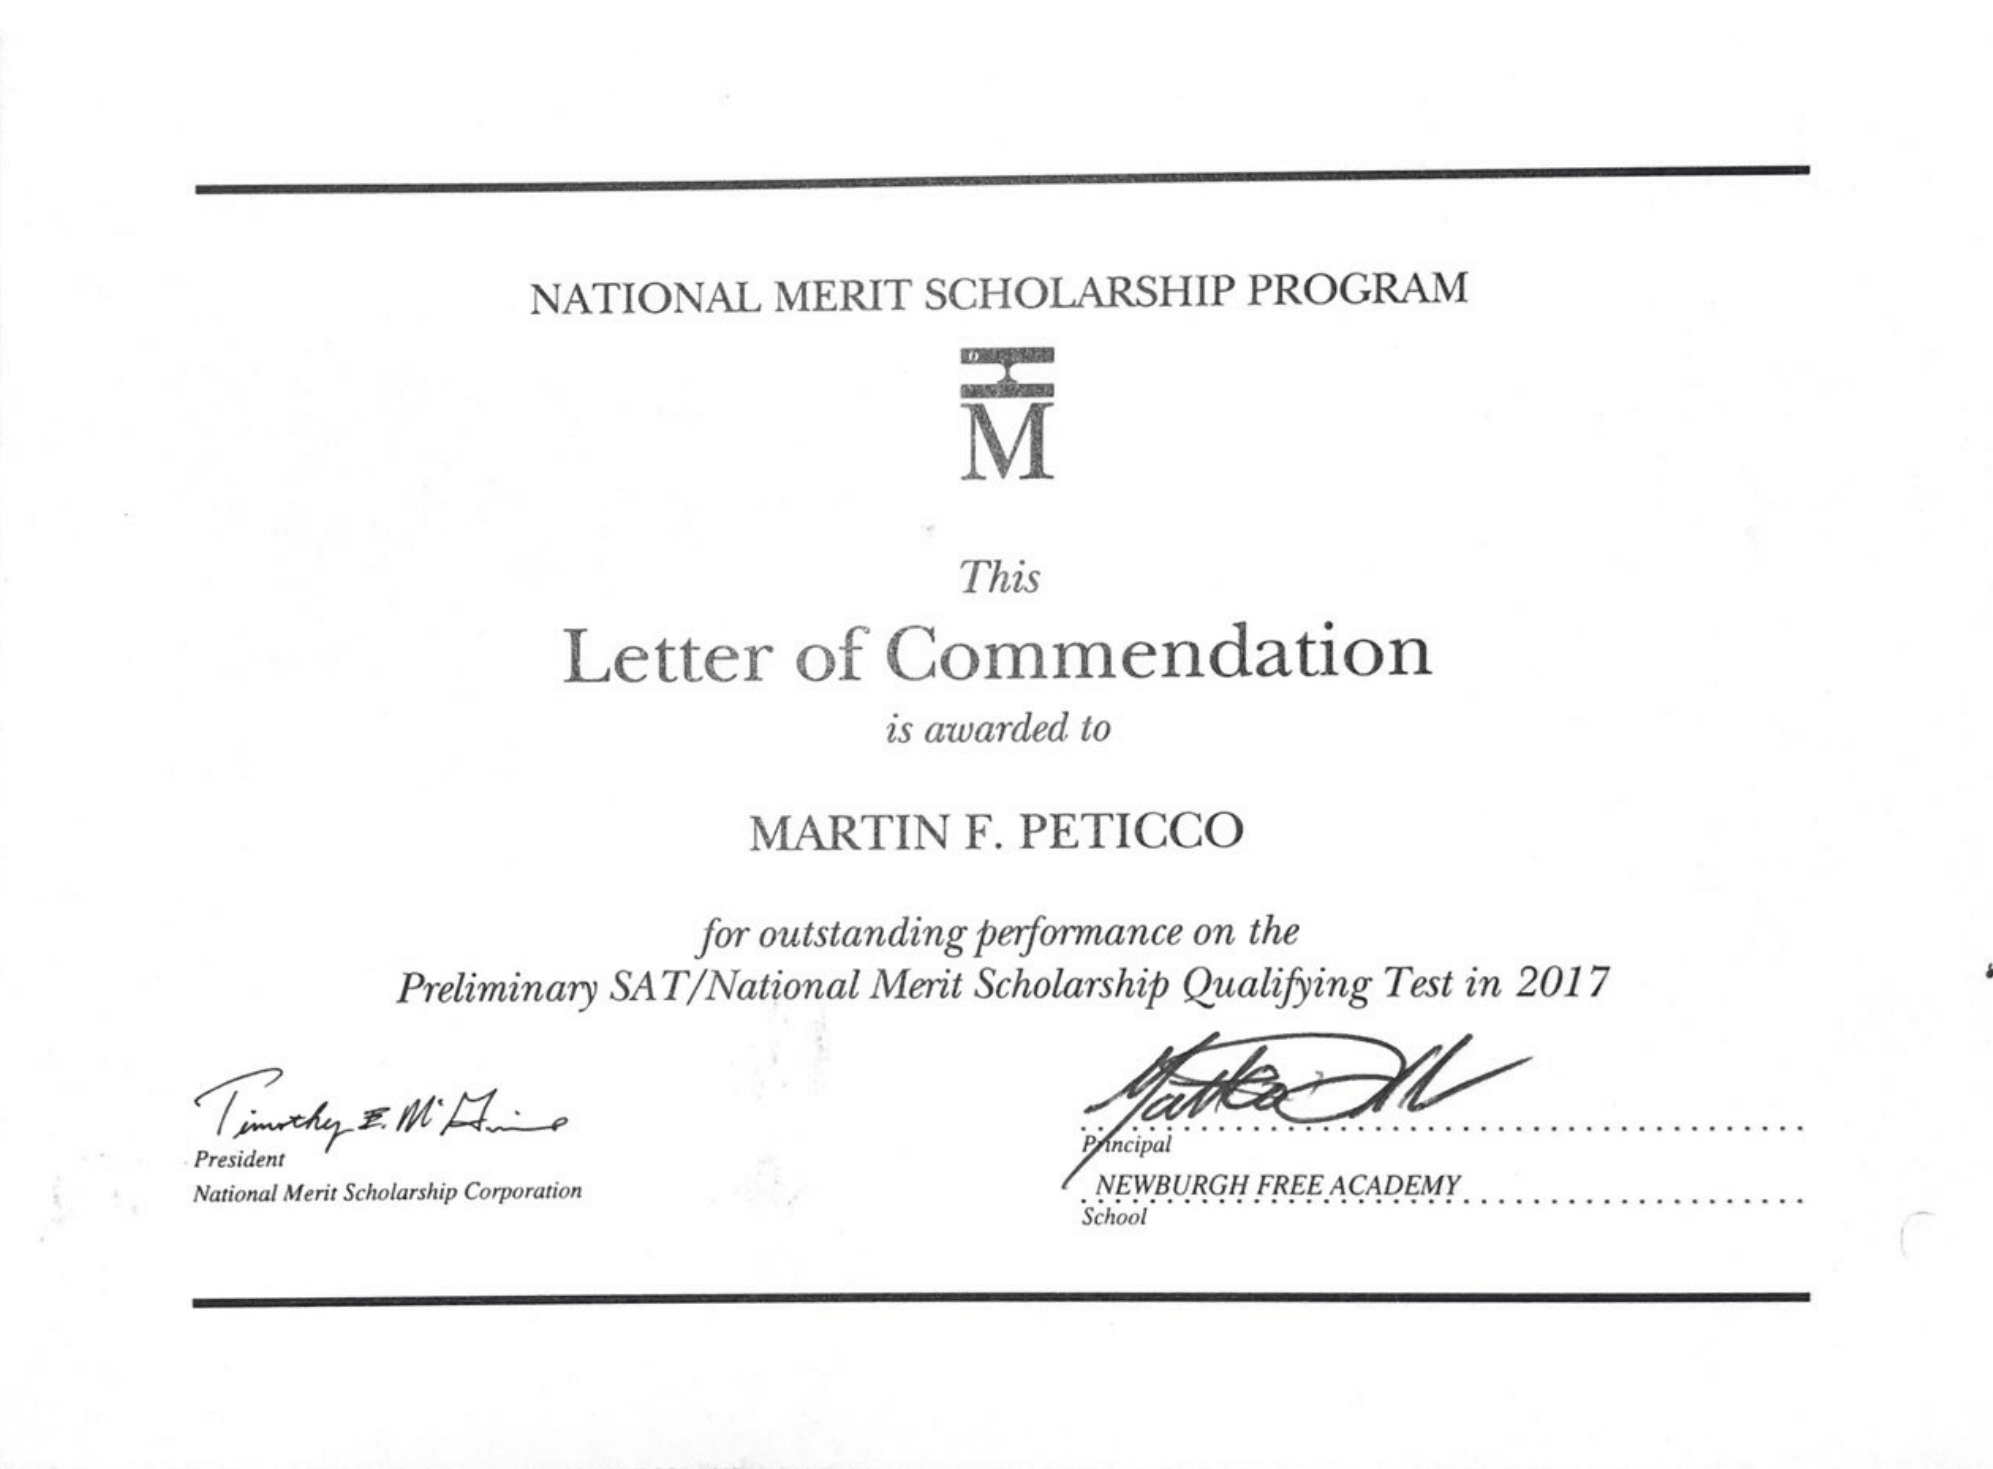 NATIONAL MERIT SCHOLARSHIP PROGRAM
M
This
Letter of Commendation
is awarded to
MARTIN F. PETICCO
for outstanding performance on the
Preliminary SAT/National Merit Scholarship Qualifying Test in 2017
Timothy E. McGuire
President
National Merit Scholarship Corporation
Principal
NEWBURGH FREE ACADEMY
School